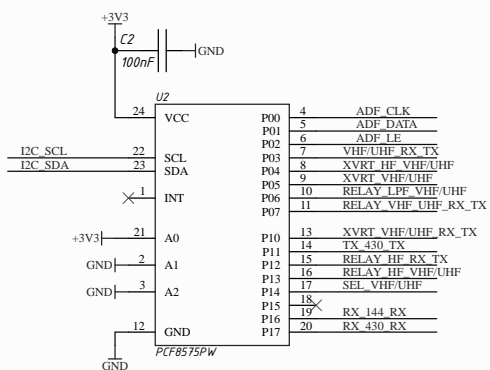 +3V3
C2
100nF
GND
U2
24 VCC P00 4 ADF_CLK
P01 5 ADF_DATA
P02 6 ADF_LE
I2C_SCL 22 SCL P03 7 VHF/UHF_RX_TX
I2C_SDA 23 SDA P04 8 XVRT_HF_VHF/UHF
P05 9 XVRT_VHF/UHF
1 INT P06 10 RELAY_LPF_VHF/UHF
P07 11 RELAY_VHF_UHF_RX_TX
+3V3 21 A0 P10 13 XVRT_VHF/UHF_RX_TX
P11 14 TX_430_TX
GND 2 A1 P12 15 RELAY_HF_RX_TX
P13 16 RELAY_HF_VHF/UHF
GND 3 A2 P14 17 SEL_VHF/UHF
P15 18
P16 19 RX_144_RX
12 GND P17 20 RX_430_RX
PCF8575PW
GND